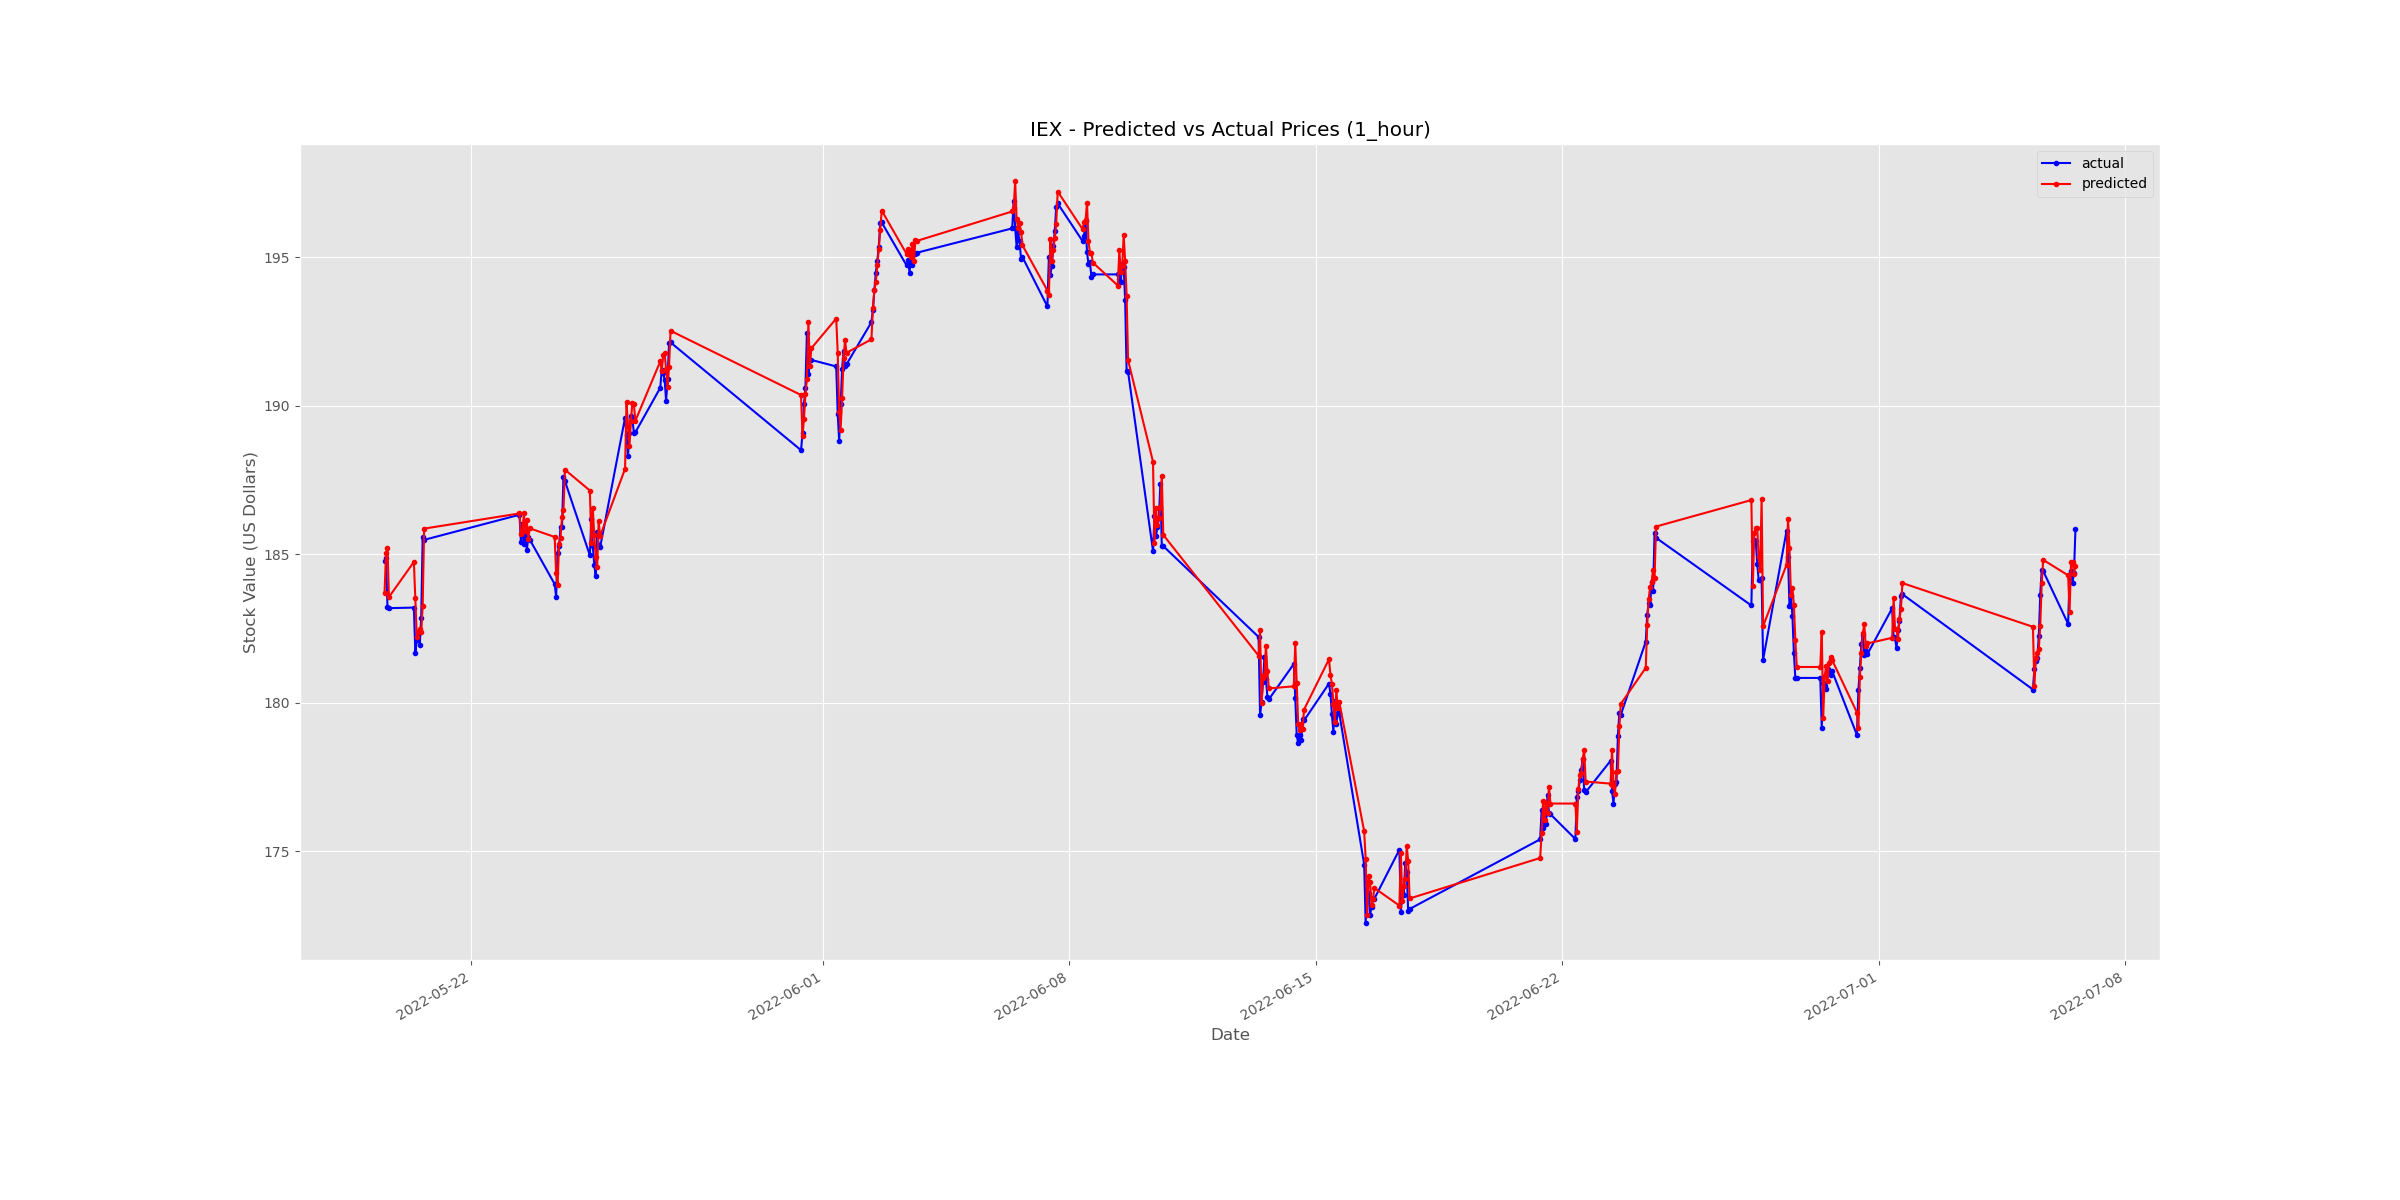 IEX - Predicted vs Actual Prices (1_hour)
actual
predicted
195
190
185
180
175
Stock Value (US Dollars)
2022-05-22
2022-06-01
2022-06-08
2022-06-15
2022-06-22
2022-07-01
2022-07-08
Date